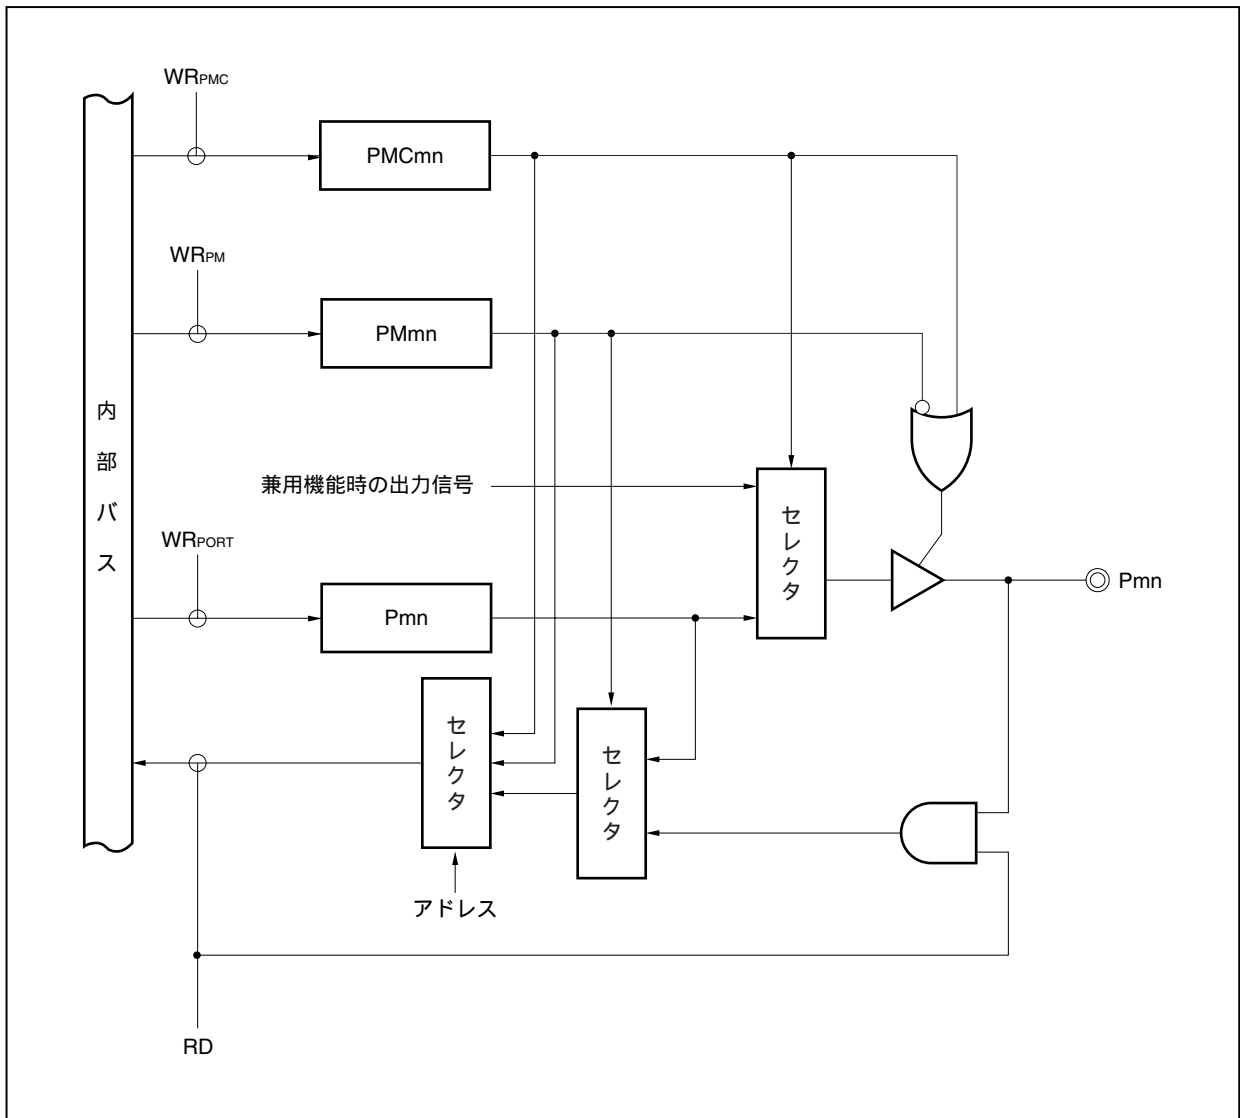 WRPMC
PMCmn
WRPM
PMmn
内部バス
兼用機能時の出力信号
セレクタ
WRPORT
Pmn
Pmn
セレクタ
セレクタ
アドレス
RD